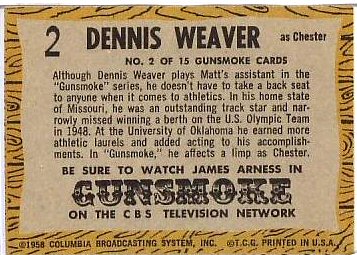 2 DENNIS WEAVER as Chester
NO. 2 OF 15 GUNSMOKE CARDS
Although Dennis Weaver plays Matt's assistant in the
"Gunsmoke" series, he doesn't have to take a back seat
to anyone when it comes to athletics. In his home state
of Missouri, he was an outstanding track star and nar-
rowly missed winning a berth on the U.S. Olympic Team
in 1948. At the University of Oklahoma he earned more
athletic laurels and added acting to his accomplish-
ments. In "Gunsmoke," he affects a limp as Chester.
BE SURE TO WATCH JAMES ARNESS IN
GUNSMOKE
ON THE CBS TELEVISION NETWORK
©1958 COLUMBIA BROADCASTING SYSTEM, INC. ©T.C.G. PRINTED IN U.S.A.